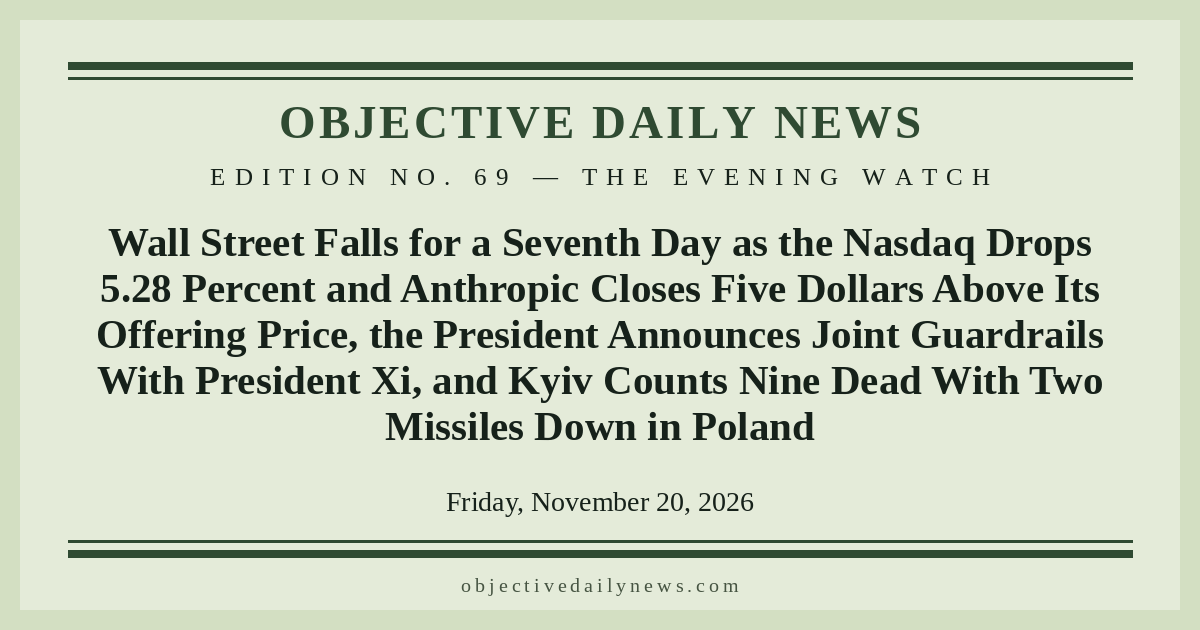 OBJECTIVE DAILY NEWS
EDITION NO. 69 — THE EVENING WATCH
Wall Street Falls for a Seventh Day as the Nasdaq Drops
5.28 Percent and Anthropic Closes Five Dollars Above Its
Offering Price, the President Announces Joint Guardrails
With President Xi, and Kyiv Counts Nine Dead With Two
Missiles Down in Poland
Friday, November 20, 2026
objectivedailynews.com